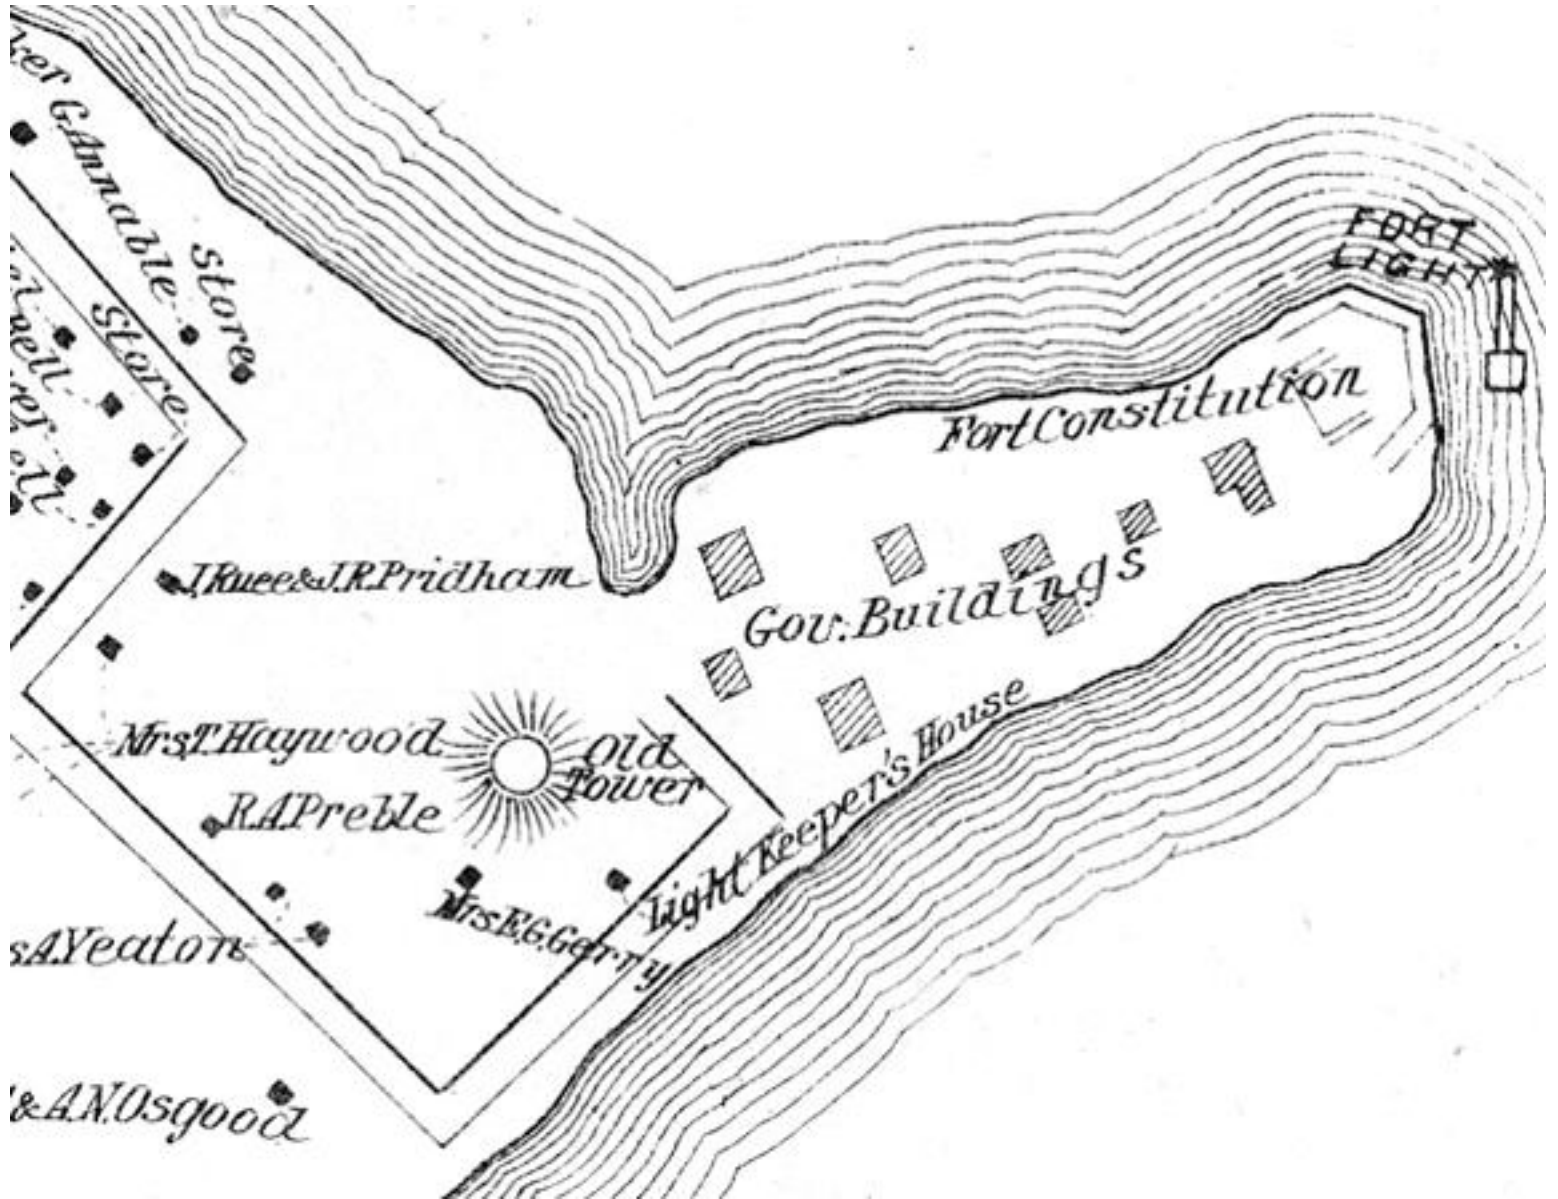 G. Annable
Store
Store
FORT
LIGHT
Fort Constitution
J. Ruee & J.R. Pridham
Gov. Buildings
Mrs T. Haywood
Old
Tower
R.A. Preble
Light Keeper's House
Mrs E.G. Gerry
A. Yeaton
& A.N. Osgood